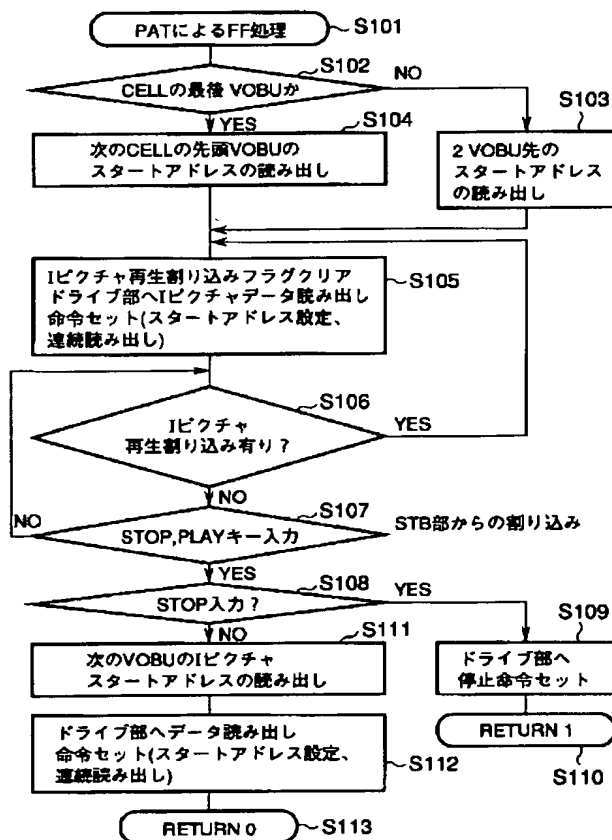 PATによるFF処理
S101
S102
CELLの最後 VOBUか
NO
YES
S104
S103
次のCELLの先頭VOBUの
スタートアドレスの読み出し
2 VOBU先の
スタートアドレス
の読み出し
Iピクチャ再生割り込みフラグクリア
ドライブ部へIピクチャデータ読み出し
命令セット(スタートアドレス設定、
連続読み出し)
S105
S106
Iピクチャ
再生割り込み有り?
YES
NO
S107
NO
STOP,PLAYキー入力
STB部からの割り込み
YES
S108
STOP入力?
YES
NO
S111
S109
次のVOBUのIピクチャ
スタートアドレスの読み出し
ドライブ部へ
停止命令セット
ドライブ部へデータ読み出し
命令セット(スタートアドレス設定、
連続読み出し)
S112
RETURN 1
S110
RETURN 0
S113